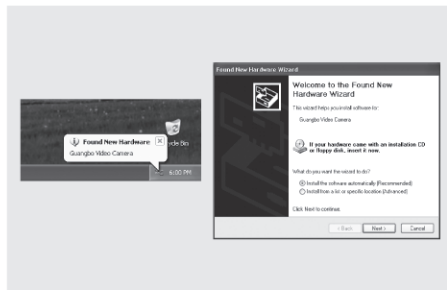 Recycle Bin
Found New Hardware
Guangbo Video Camera
6:00 PM
Found New Hardware Wizard
Welcome to the Found New
Hardware Wizard
This wizard helps you install software for:
Guangbo Video Camera
If your hardware came with an installation CD
or floppy disk, insert it now.
What do you want the wizard to do?
Install the software automatically (Recommended)
Install from a list or specific location (Advanced)
Click Next to continue.
< Back
Next >
Cancel